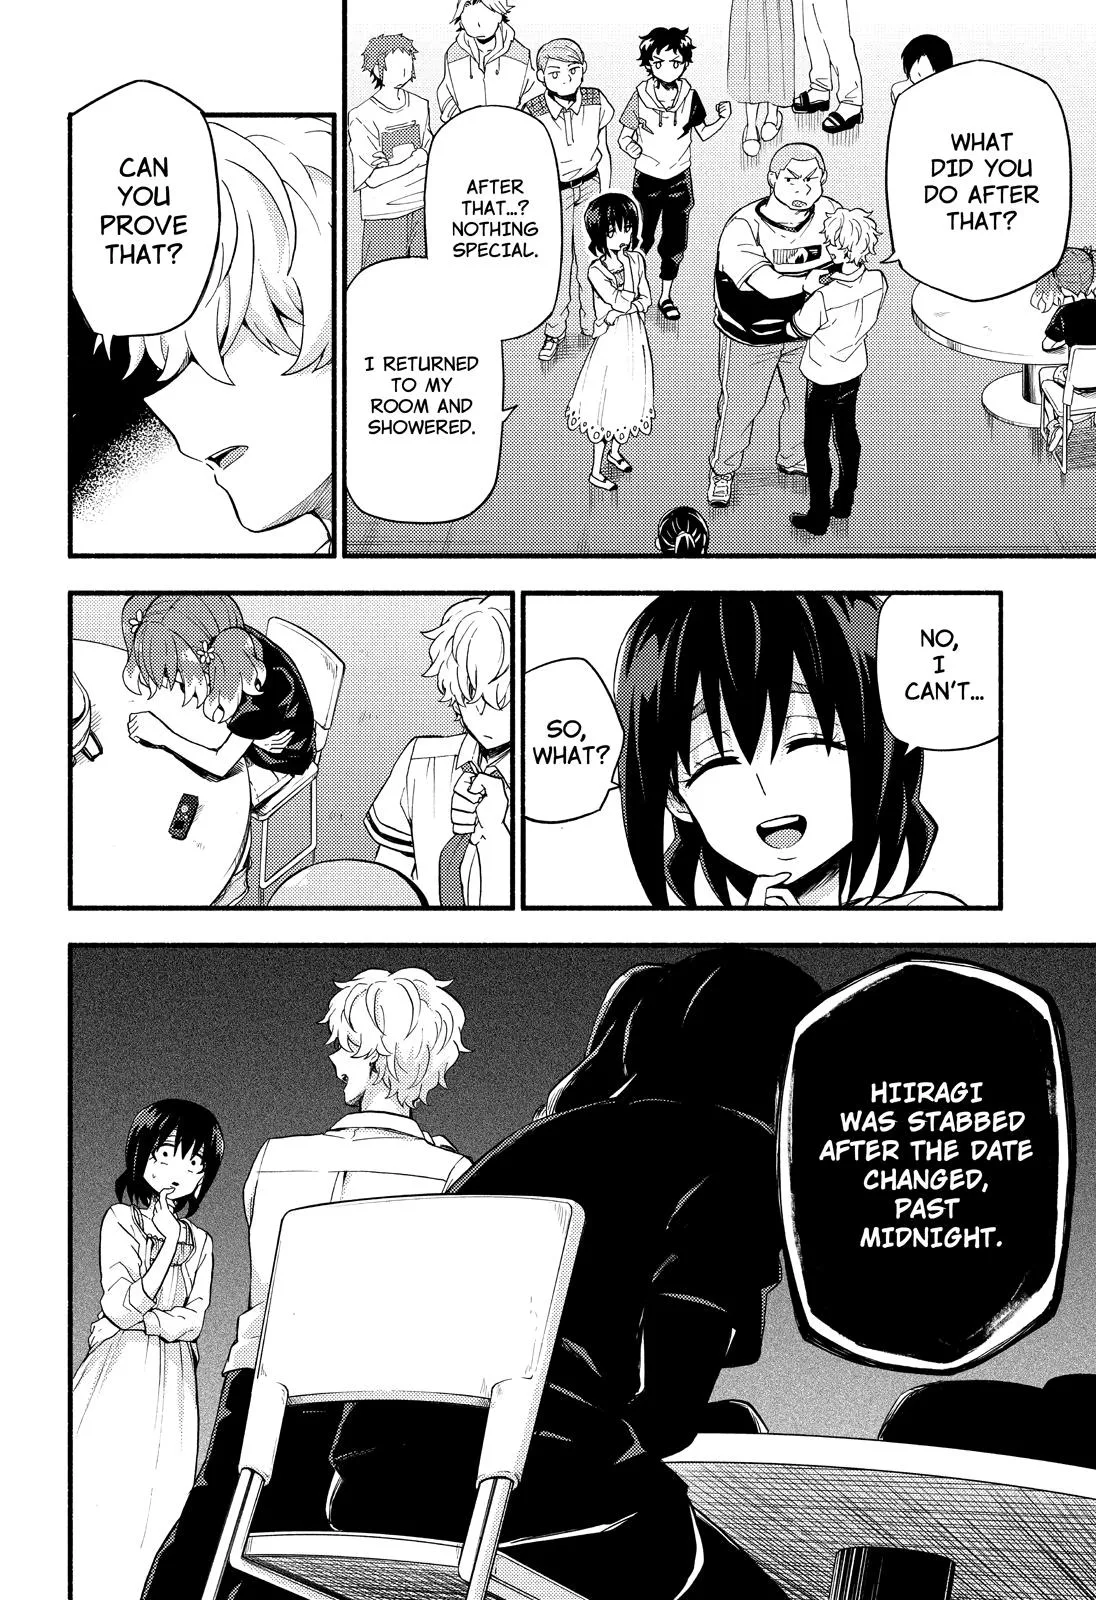 WHAT
DID YOU
DO AFTER
THAT?
AFTER
THAT...?
NOTHING
SPECIAL.
I RETURNED
TO MY
ROOM AND
SHOWERED.
CAN
YOU
PROVE
THAT?
NO,
I
CAN'T...
SO,
WHAT?
HIIRAGI
WAS STABBED
AFTER THE DATE
CHANGED,
PAST
MIDNIGHT.